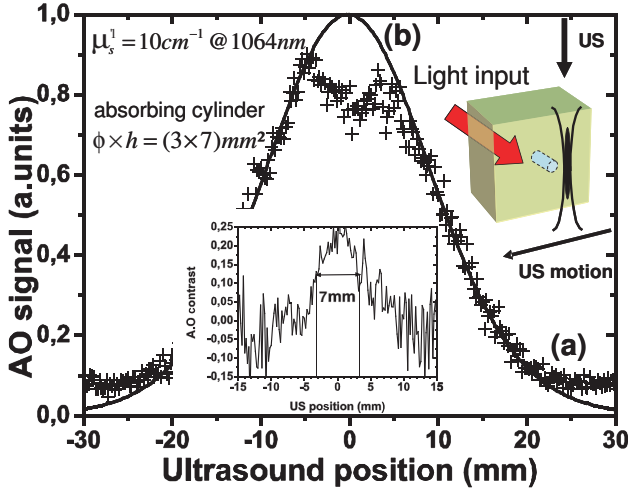 1,0
0,8
0,6
0,4
0,2
0,0
AO signal (a.units)
μs¹ = 10cm⁻¹ @1064nm
absorbing cylinder
ϕ × h = (3×7)mm²
(b)
US
Light input
US motion
(a)
0,25
0,20
0,15
0,10
0,05
0,00
-0,05
-0,10
-0,15
A.O contrast
7mm
-15 -10 -5 0 5 10 15
US position (mm)
-30 -20 -10 0 10 20 30
Ultrasound position (mm)